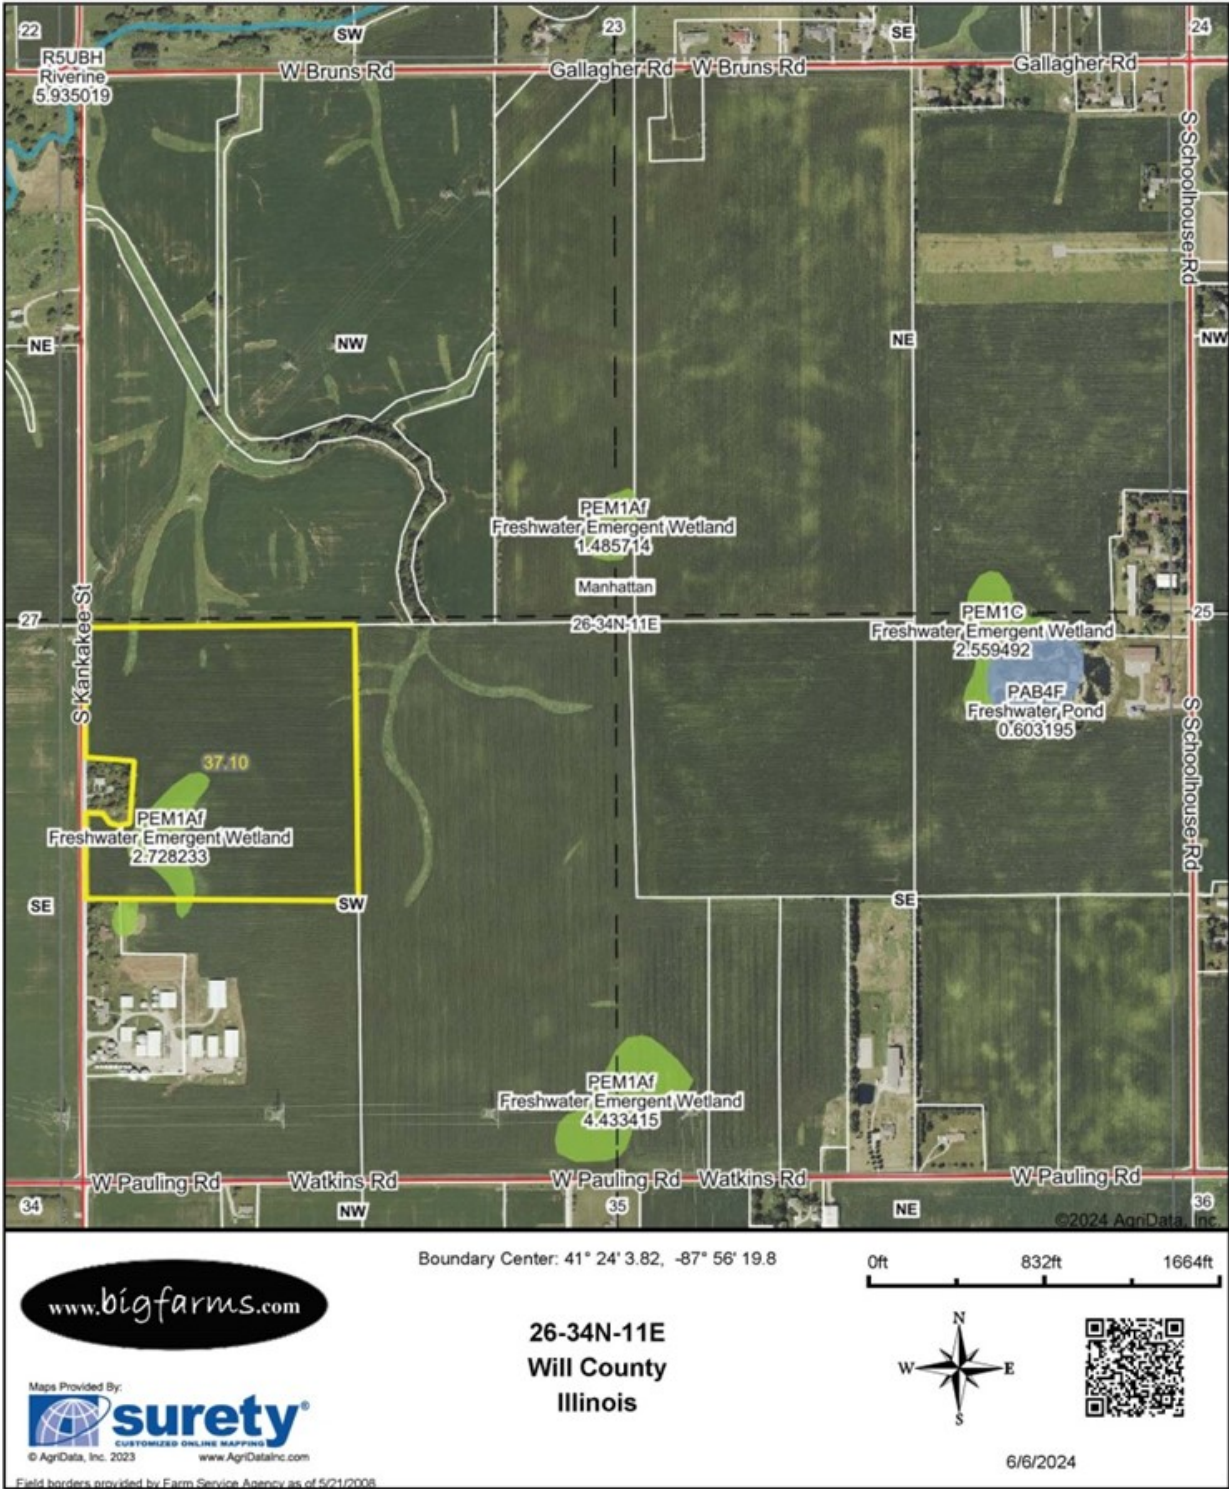 22
SW
23
SE
24
R5UBH
Riverine
5.935019
W Bruns Rd
Gallagher Rd
W Bruns Rd
Gallagher Rd
S Schoolhouse Rd
NE
NW
NE
NW
PEM1Af
Freshwater Emergent Wetland
1.485714
Manhattan
27
26-34N-11E
25
PEM1C
Freshwater Emergent Wetland
2.559492
PAB4F
Freshwater Pond
0.603195
S Kankakee St
S Schoolhouse Rd
37.10
PEM1Af
Freshwater Emergent Wetland
2.728233
SE
SW
SE
PEM1Af
Freshwater Emergent Wetland
4.433415
W Pauling Rd
Watkins Rd
W Pauling Rd
Watkins Rd
W Pauling Rd
34
NW
35
NE
36
©2024 AgriData, Inc.
Boundary Center: 41° 24' 3.82, -87° 56' 19.8
0ft 832ft 1664ft
www.bigfarms.com
26-34N-11E
Will County
Illinois
N
W
E
S
Maps Provided By:
surety®
CUSTOMIZED ONLINE MAPPING
© AgriData, Inc. 2023
www.AgriDataInc.com
6/6/2024
Field borders provided by Farm Service Agency as of 5/21/2008.